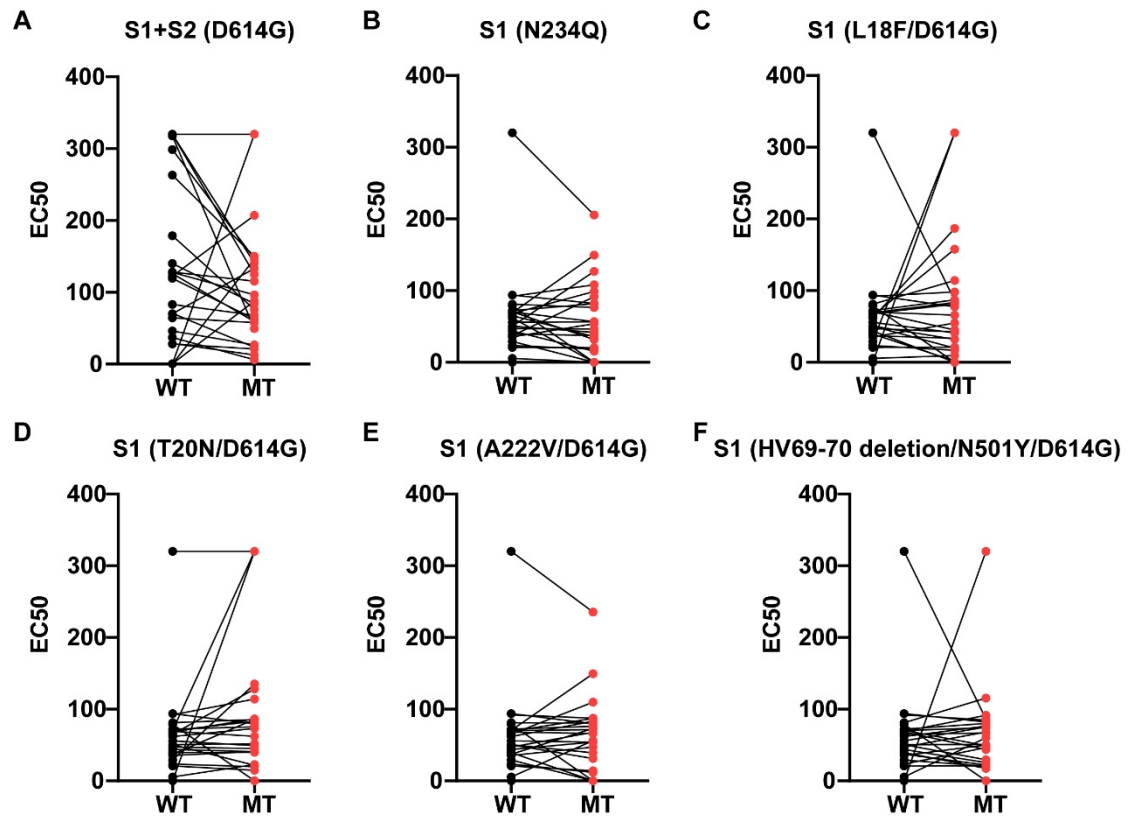 A S1+S2 (D614G)
B S1 (N234Q)
C S1 (L18F/D614G)
400
300
200
100
0
EC50
WT MT
400
300
200
100
0
EC50
WT MT
400
300
200
100
0
EC50
WT MT
D S1 (T20N/D614G)
E S1 (A222V/D614G)
F S1 (HV69-70 deletion/N501Y/D614G)
400
300
200
100
0
EC50
WT MT
400
300
200
100
0
EC50
WT MT
400
300
200
100
0
EC50
WT MT